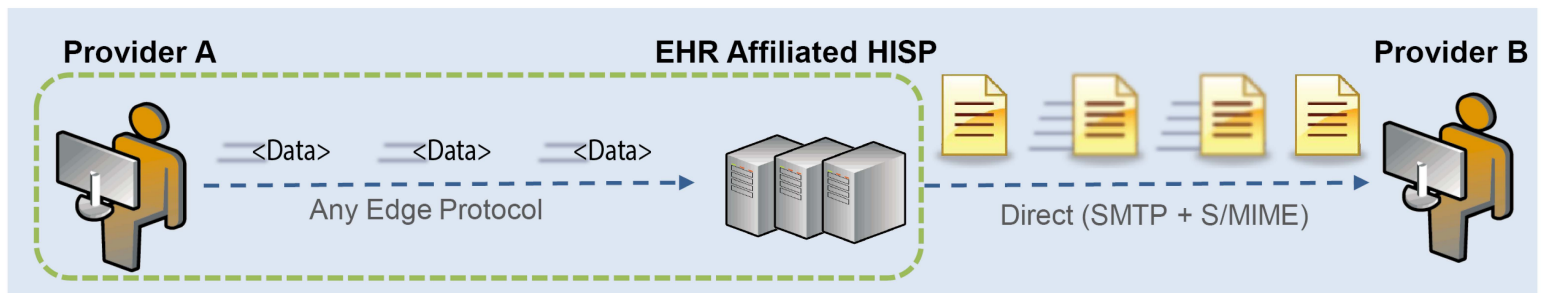 Provider A
EHR Affiliated HISP
Provider B
<Data>
<Data>
<Data>
Any Edge Protocol
Direct (SMTP + S/MIME)